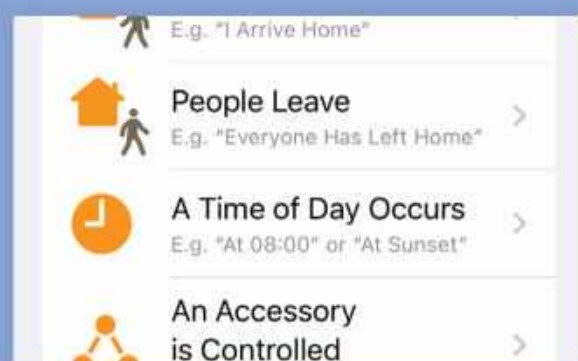 E.g. "I Arrive Home"
People Leave
E.g. "Everyone Has Left Home"
A Time of Day Occurs
E.g. "At 08:00" or "At Sunset"
An Accessory
is Controlled